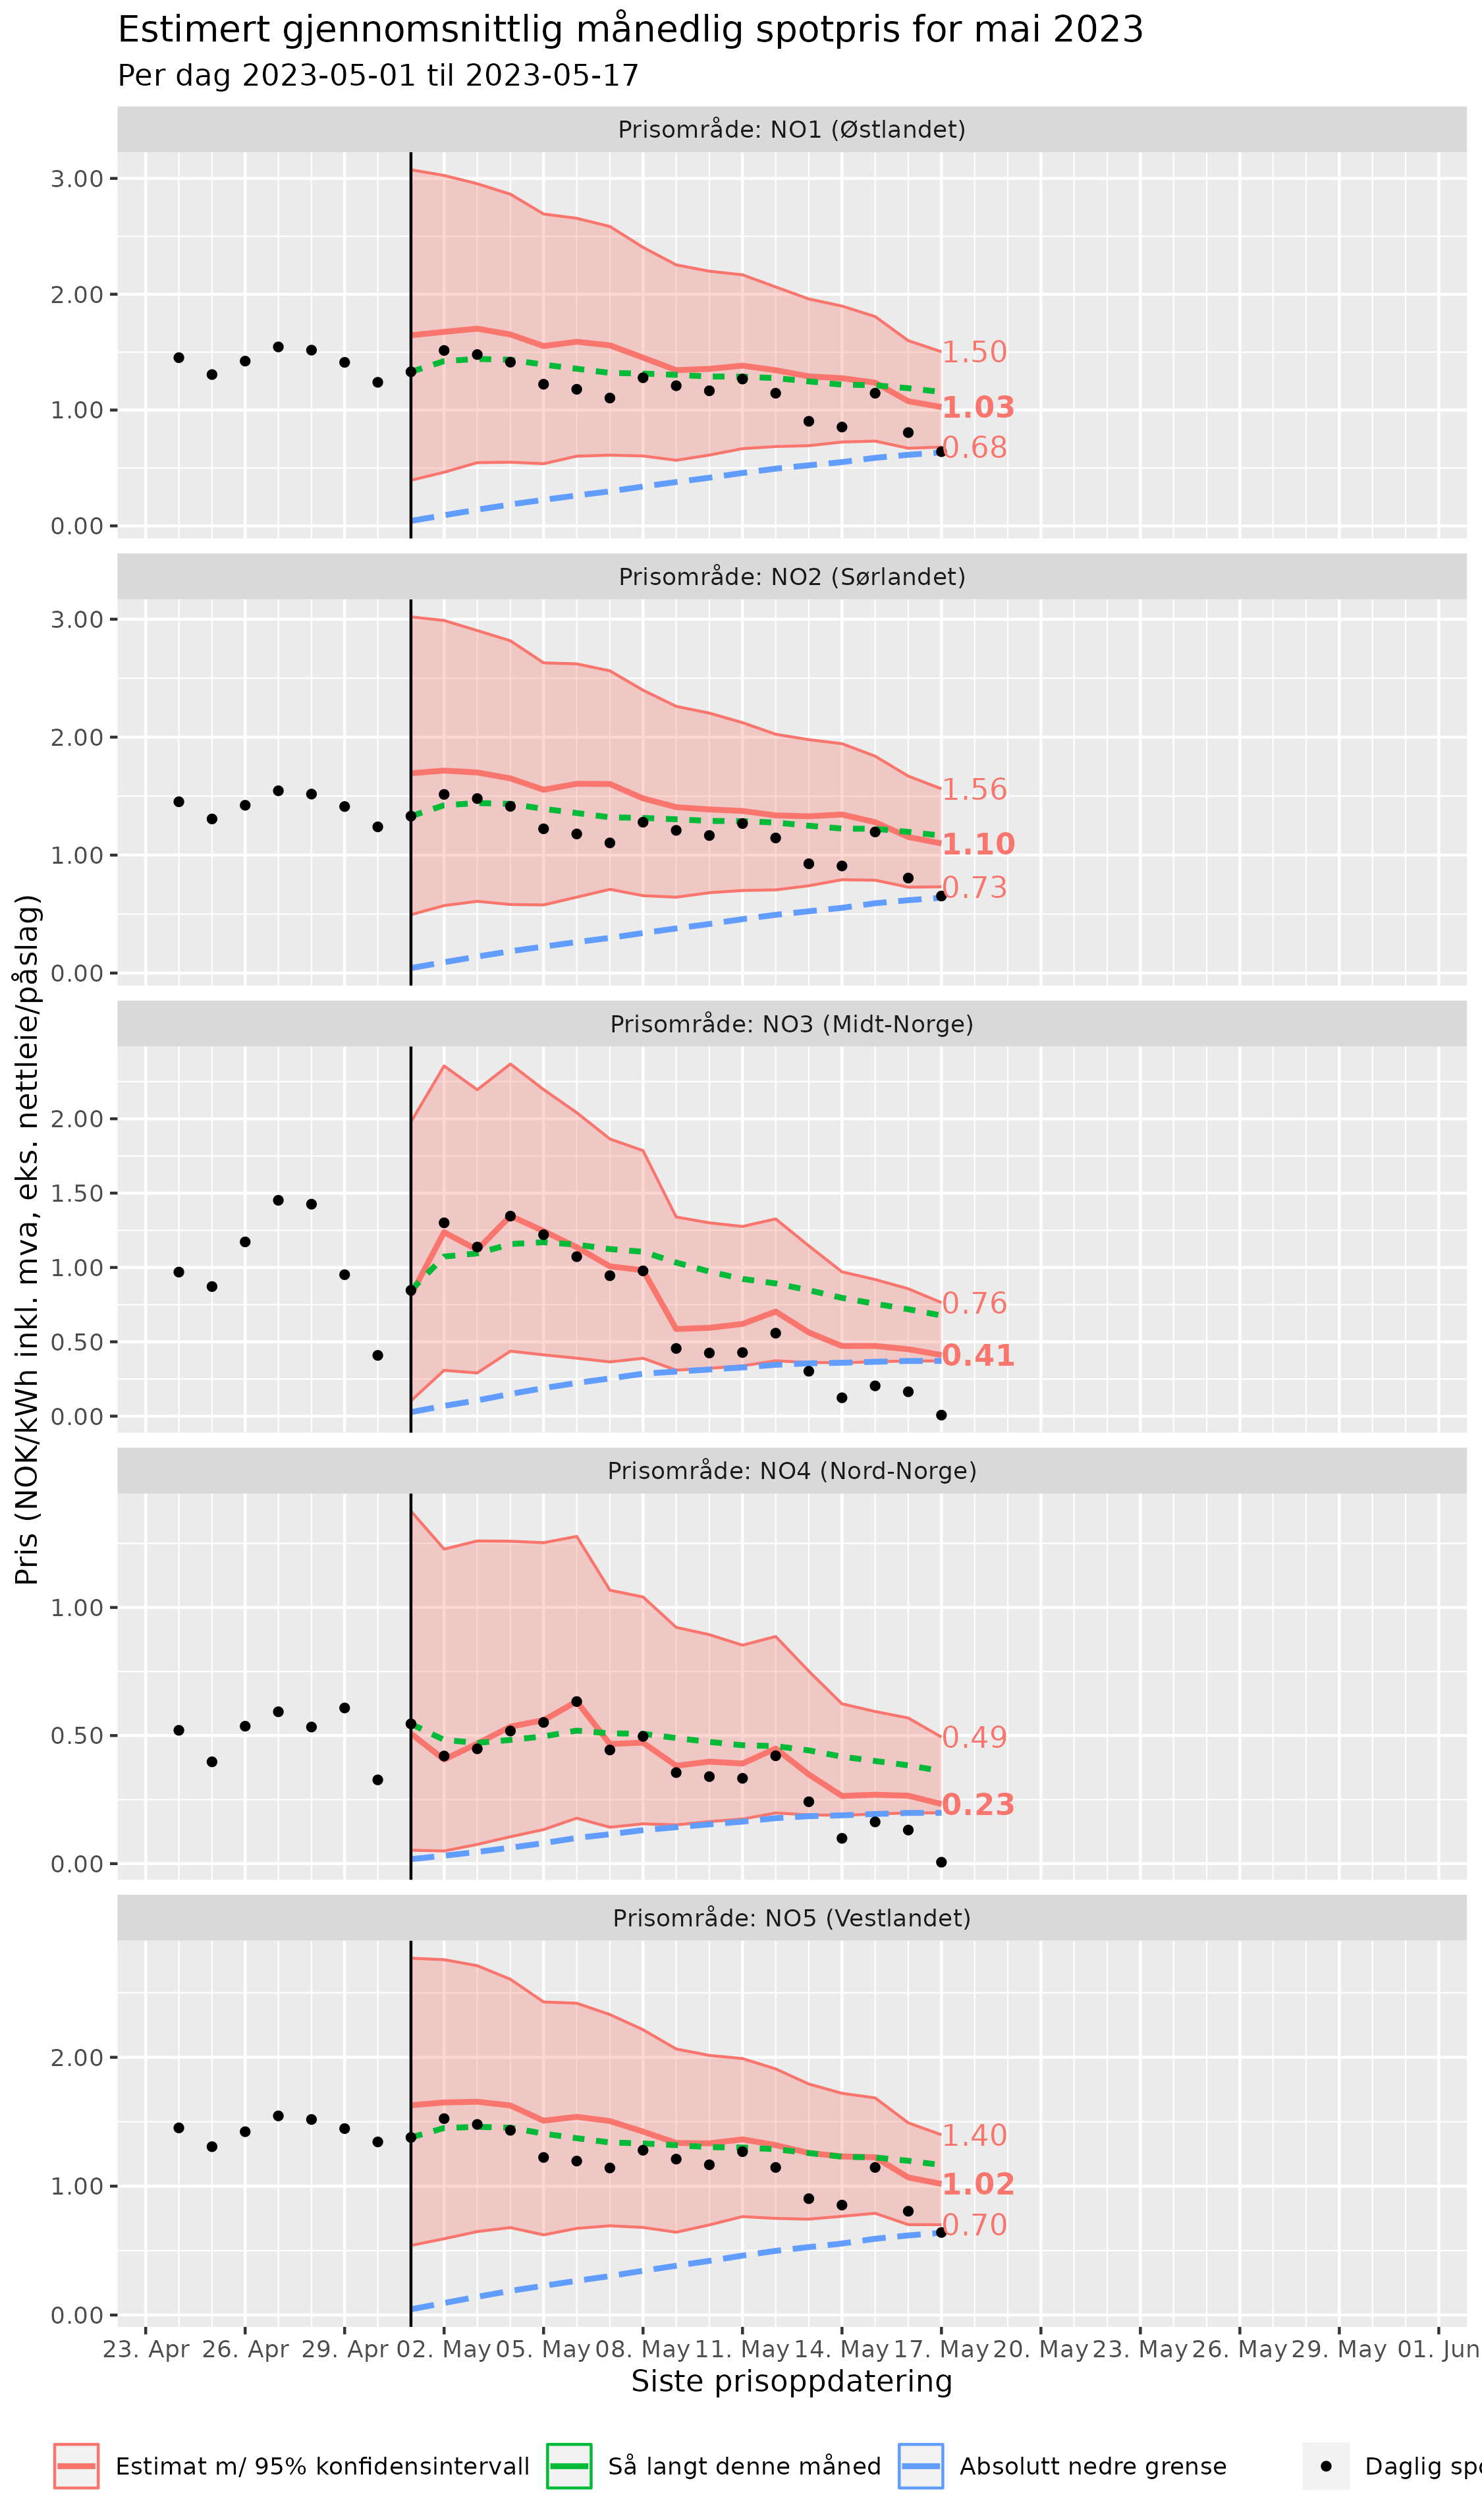 Estimert gjennomsnittlig månedlig spotpris for mai 2023
Per dag 2023-05-01 til 2023-05-17
Pris (NOK/kWh inkl. mva, eks. nettleie/påslag)
Prisområde: NO1 (Østlandet)
3.00
2.00
1.00
0.00
1.50
1.03
0.68
Prisområde: NO2 (Sørlandet)
3.00
2.00
1.00
0.00
1.56
1.10
0.73
Prisområde: NO3 (Midt-Norge)
2.00
1.50
1.00
0.50
0.00
0.76
0.41
Prisområde: NO4 (Nord-Norge)
1.00
0.50
0.00
0.49
0.23
Prisområde: NO5 (Vestlandet)
2.00
1.00
0.00
1.40
1.02
0.70
23. Apr 26. Apr 29. Apr 02. May 05. May 08. May 11. May 14. May 17. May 20. May 23. May 26. May 29. May 01. Jun
Siste prisoppdatering
Estimat m/ 95% konfidensintervall Så langt denne måned Absolutt nedre grense Daglig